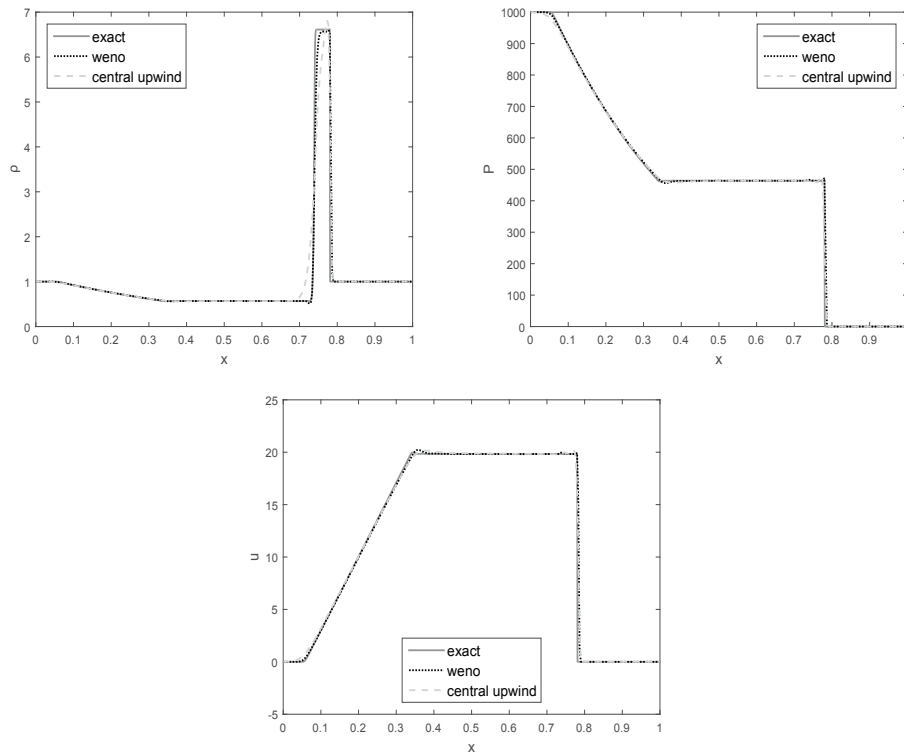 7
6
5
4
3
2
1
0
ρ
exact
weno
central upwind
0 0.1 0.2 0.3 0.4 0.5 0.6 0.7 0.8 0.9 1
x
1000
900
800
700
600
500
400
300
200
100
0
P
exact
weno
central upwind
0 0.1 0.2 0.3 0.4 0.5 0.6 0.7 0.8 0.9
x
25
20
15
10
5
0
-5
u
exact
weno
central upwind
0 0.1 0.2 0.3 0.4 0.5 0.6 0.7 0.8 0.9 1
x